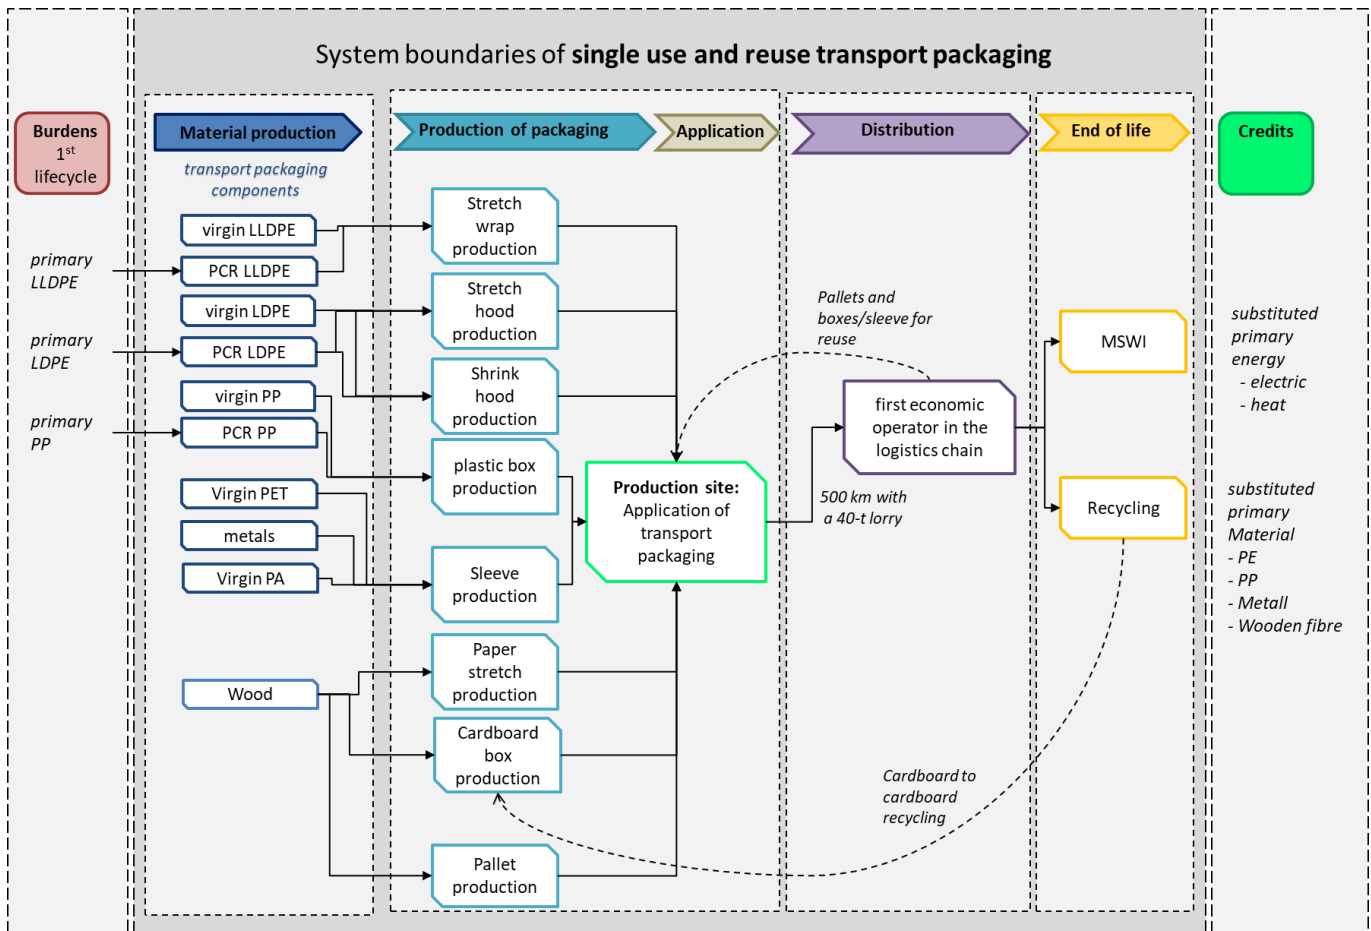 System boundaries of single use and reuse transport packaging
Burdens
1st
lifecycle
primary
LLDPE
primary
LDPE
primary
PP
Material production
transport packaging
components
virgin LLDPE
PCR LLDPE
virgin LDPE
PCR LDPE
virgin PP
PCR PP
Virgin PET
metals
Virgin PA
Wood
Production of packaging
Stretch
wrap
production
Stretch
hood
production
Shrink
hood
production
plastic box
production
Sleeve
production
Paper
stretch
production
Cardboard
box
production
Pallet
production
Application
Production site:
Application of
transport
packaging
Distribution
Pallets and
boxes/sleeve for
reuse
first economic
operator in the
logistics chain
500 km with
a 40-t lorry
Cardboard to
cardboard
recycling
End of life
MSWI
Recycling
Credits
substituted
primary
energy
- electric
- heat
substituted
primary
Material
- PE
- PP
- Metall
- Wooden fibre